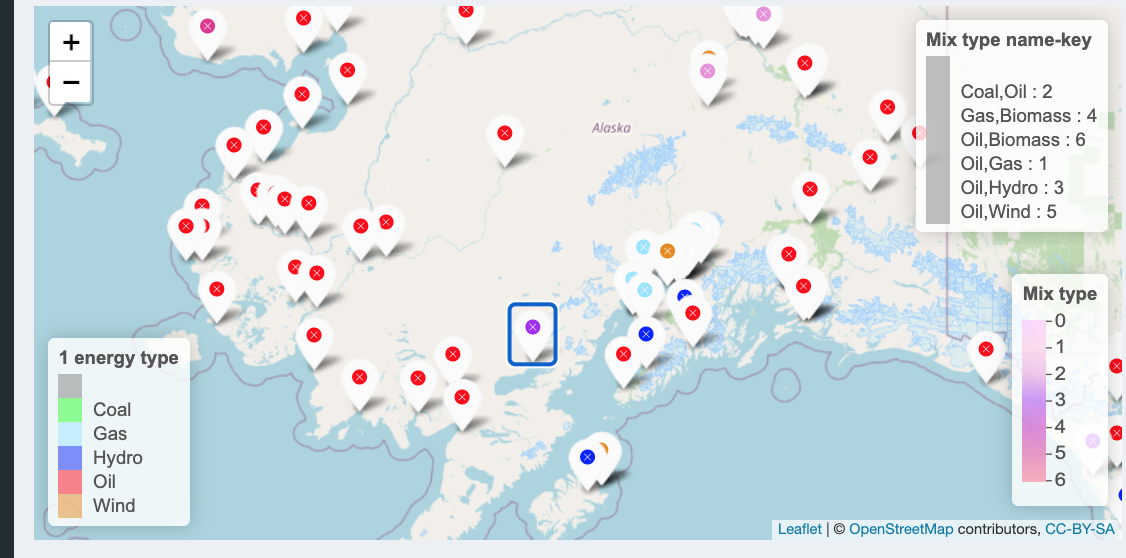 +
−
Alaska
Mix type name-key
Coal,Oil : 2
Gas,Biomass : 4
Oil,Biomass : 6
Oil,Gas : 1
Oil,Hydro : 3
Oil,Wind : 5
Mix type
0
1
2
3
4
5
6
1 energy type
Coal
Gas
Hydro
Oil
Wind
Leaflet | © OpenStreetMap contributors, CC-BY-SA